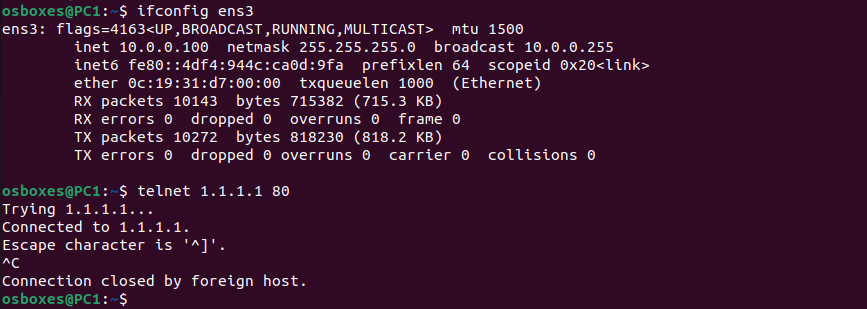 osboxes@PC1:~$ ifconfig ens3
ens3: flags=4163<UP,BROADCAST,RUNNING,MULTICAST>  mtu 1500
        inet 10.0.0.100  netmask 255.255.255.0  broadcast 10.0.0.255
        inet6 fe80::4df4:944c:ca0d:9fa  prefixlen 64  scopeid 0x20<link>
        ether 0c:19:31:d7:00:00  txqueuelen 1000  (Ethernet)
        RX packets 10143  bytes 715382 (715.3 KB)
        RX errors 0  dropped 0  overruns 0  frame 0
        TX packets 10272  bytes 818230 (818.2 KB)
        TX errors 0  dropped 0 overruns 0  carrier 0  collisions 0
osboxes@PC1:~$ telnet 1.1.1.1 80
Trying 1.1.1.1...
Connected to 1.1.1.1.
Escape character is '^]'.
^C
Connection closed by foreign host.
osboxes@PC1:~$